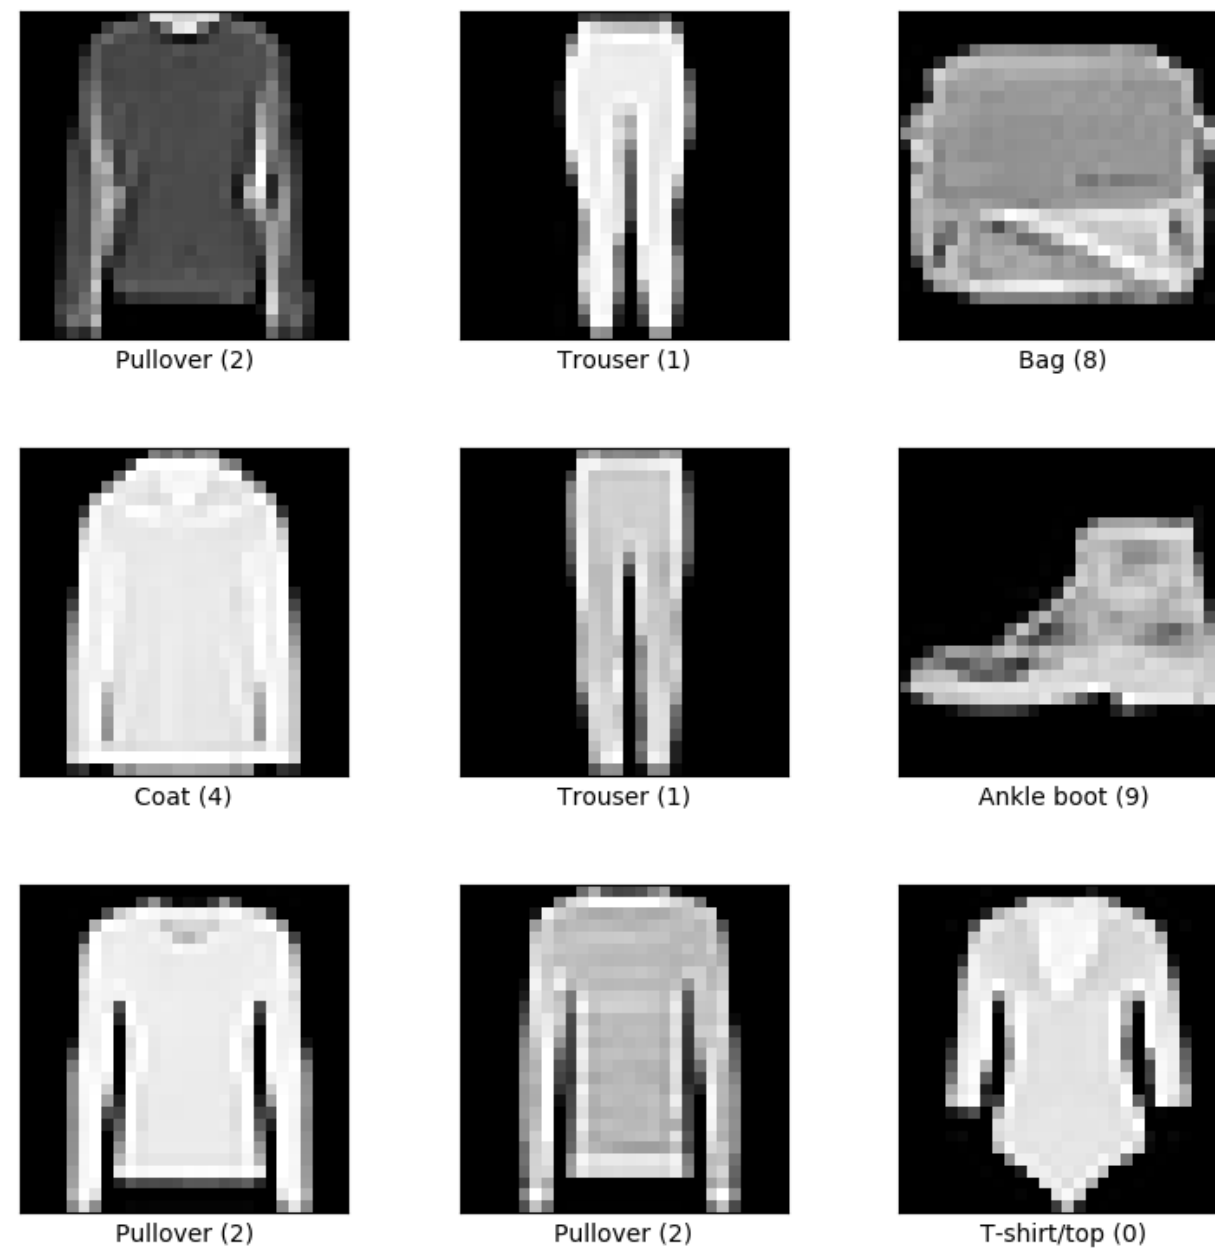 Pullover (2)
Trouser (1)
Bag (8)
Coat (4)
Trouser (1)
Ankle boot (9)
Pullover (2)
Pullover (2)
T-shirt/top (0)